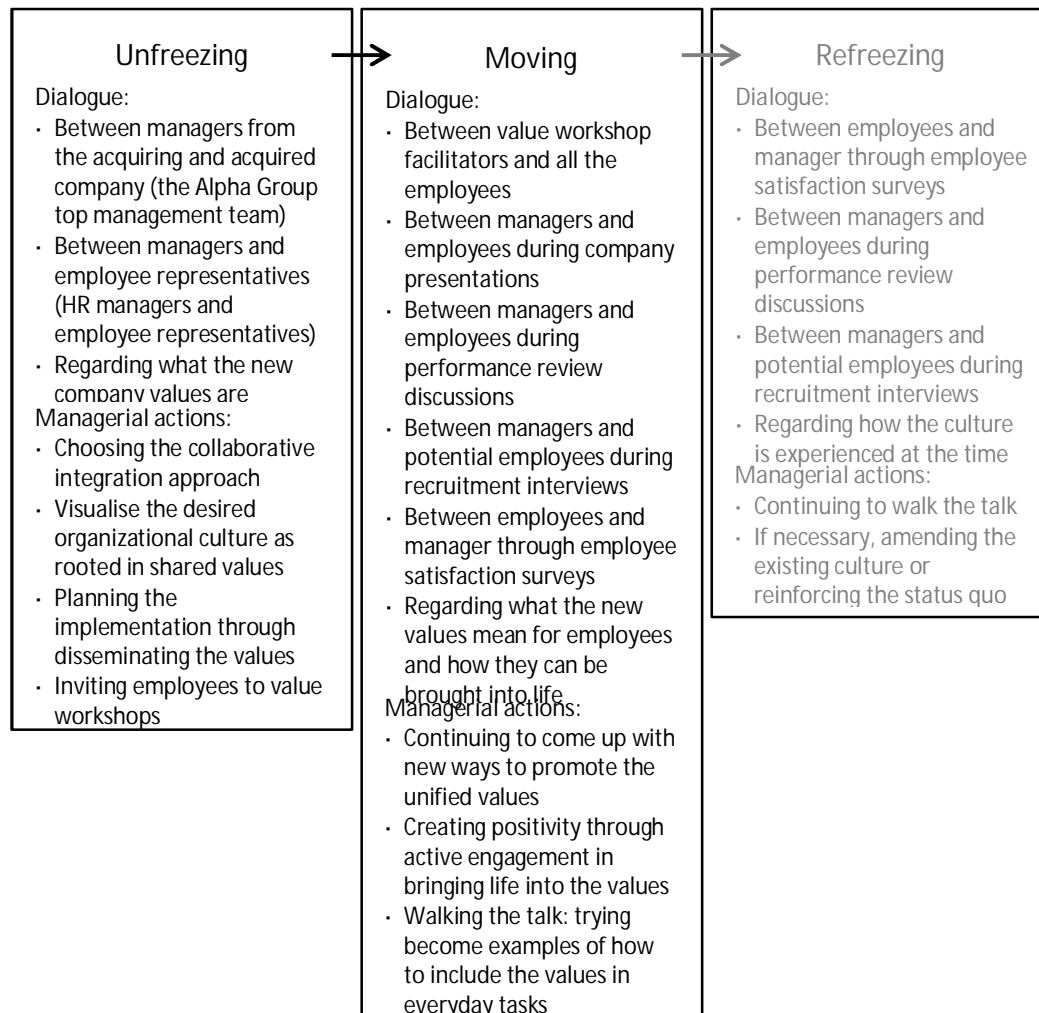 Unfreezing
Dialogue:
· Between managers from
the acquiring and acquired
company (the Alpha Group
top management team)
· Between managers and
employee representatives
(HR managers and
employee representatives)
· Regarding what the new
company values are
Managerial actions:
· Choosing the collaborative
integration approach
· Visualise the desired
organizational culture as
rooted in shared values
· Planning the
implementation through
disseminating the values
· Inviting employees to value
workshops
Moving
Dialogue:
· Between value workshop
facilitators and all the
employees
· Between managers and
employees during company
presentations
· Between managers and
employees during
performance review
discussions
· Between managers and
potential employees during
recruitment interviews
· Between employees and
manager through employee
satisfaction surveys
· Regarding what the new
values mean for employees
and how they can be
brought into life
Managerial actions:
· Continuing to come up with
new ways to promote the
unified values
· Creating positivity through
active engagement in
bringing life into the values
· Walking the talk: trying
become examples of how
to include the values in
everyday tasks
Refreezing
Dialogue:
· Between employees and
manager through employee
satisfaction surveys
· Between managers and
employees during
performance review
discussions
· Between managers and
potential employees during
recruitment interviews
· Regarding how the culture
is experienced at the time
Managerial actions:
· Continuing to walk the talk
· If necessary, amending the
existing culture or
reinforcing the status quo